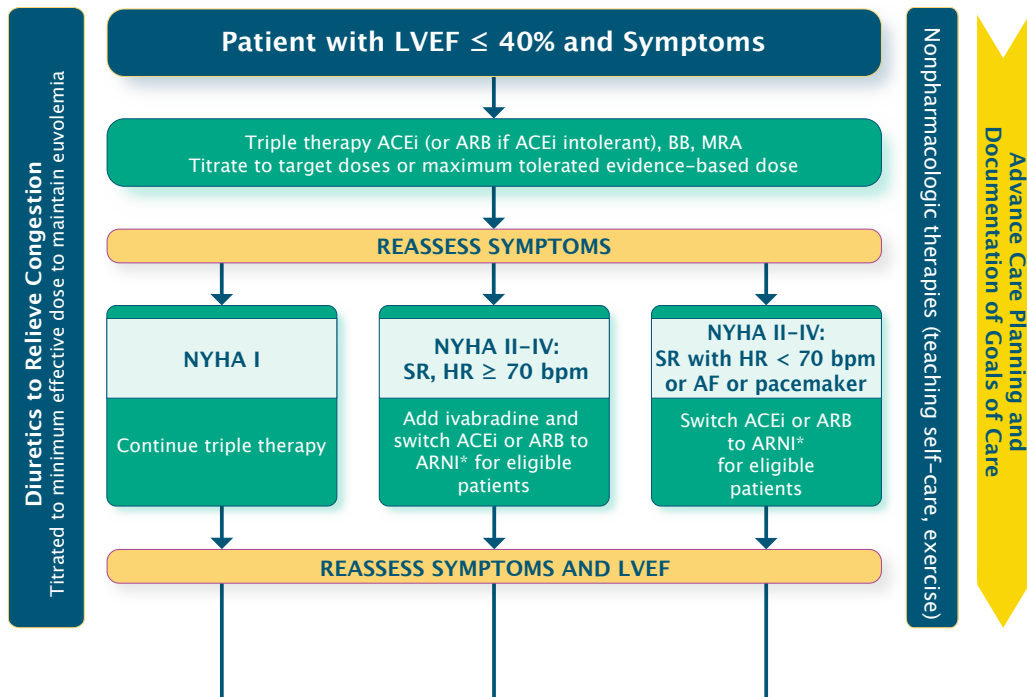 Patient with LVEF ≤ 40% and Symptoms
Triple therapy ACEi (or ARB if ACEi intolerant), BB, MRA
Titrate to target doses or maximum tolerated evidence-based dose
REASSESS SYMPTOMS
NYHA I
Continue triple therapy
NYHA II-IV:
SR, HR ≥ 70 bpm
Add ivabradine and
switch ACEi or ARB to
ARNI* for eligible
patients
NYHA II-IV:
SR with HR < 70 bpm
or AF or pacemaker
Switch ACEi or ARB
to ARNI*
for eligible
patients
REASSESS SYMPTOMS AND LVEF
Diuretics to Relieve Congestion
Titrated to minimum effective dose to maintain euvolemia
Nonpharmacologic therapies (teaching self-care, exercise)
Advance Care Planning and
Documentation of Goals of Care